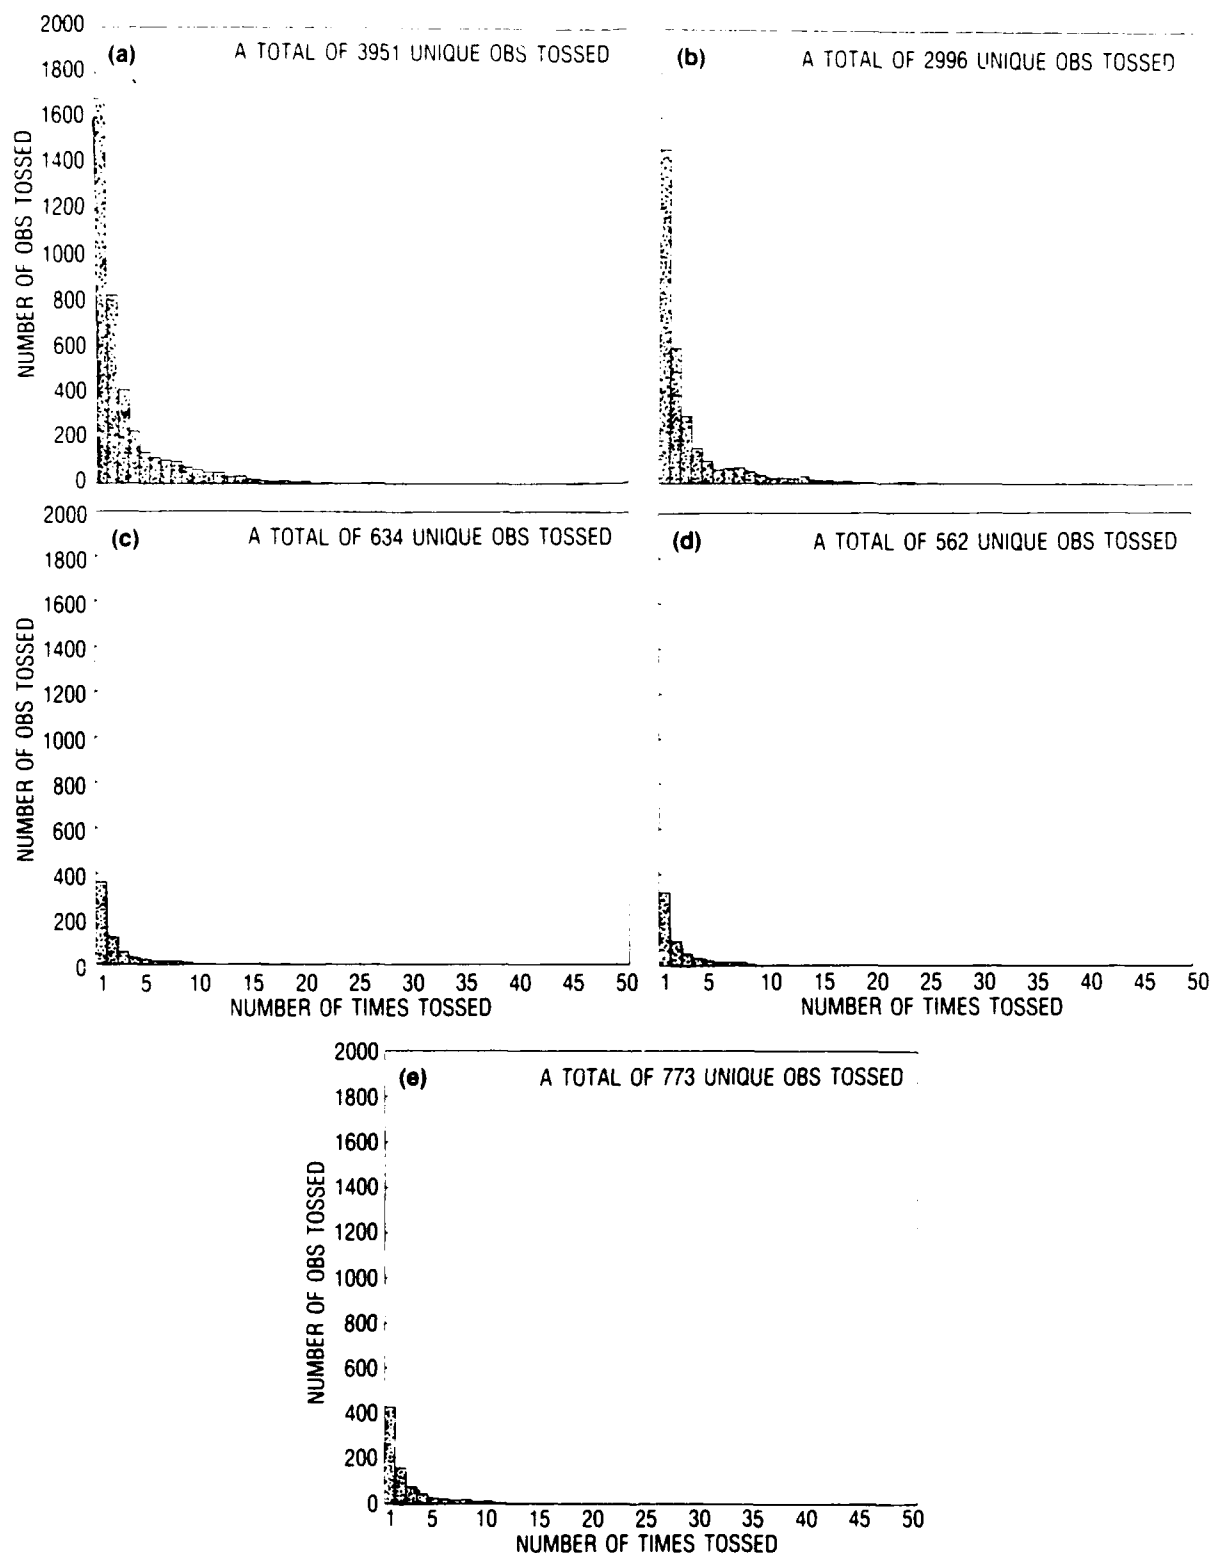 2000
(a) A TOTAL OF 3951 UNIQUE OBS TOSSED
1800
1600
1400
1200
1000
800
600
400
200
0
NUMBER OF OBS TOSSED
(b) A TOTAL OF 2996 UNIQUE OBS TOSSED
2000
(c) A TOTAL OF 634 UNIQUE OBS TOSSED
1800
1600
1400
1200
1000
800
600
400
200
0
NUMBER OF OBS TOSSED
1 5 10 15 20 25 30 35 40 45 50
NUMBER OF TIMES TOSSED
(d) A TOTAL OF 562 UNIQUE OBS TOSSED
1 5 10 15 20 25 30 35 40 45 50
NUMBER OF TIMES TOSSED
2000
(e) A TOTAL OF 773 UNIQUE OBS TOSSED
1800
1600
1400
1200
1000
800
600
400
200
0
NUMBER OF OBS TOSSED
1 5 10 15 20 25 30 35 40 45 50
NUMBER OF TIMES TOSSED